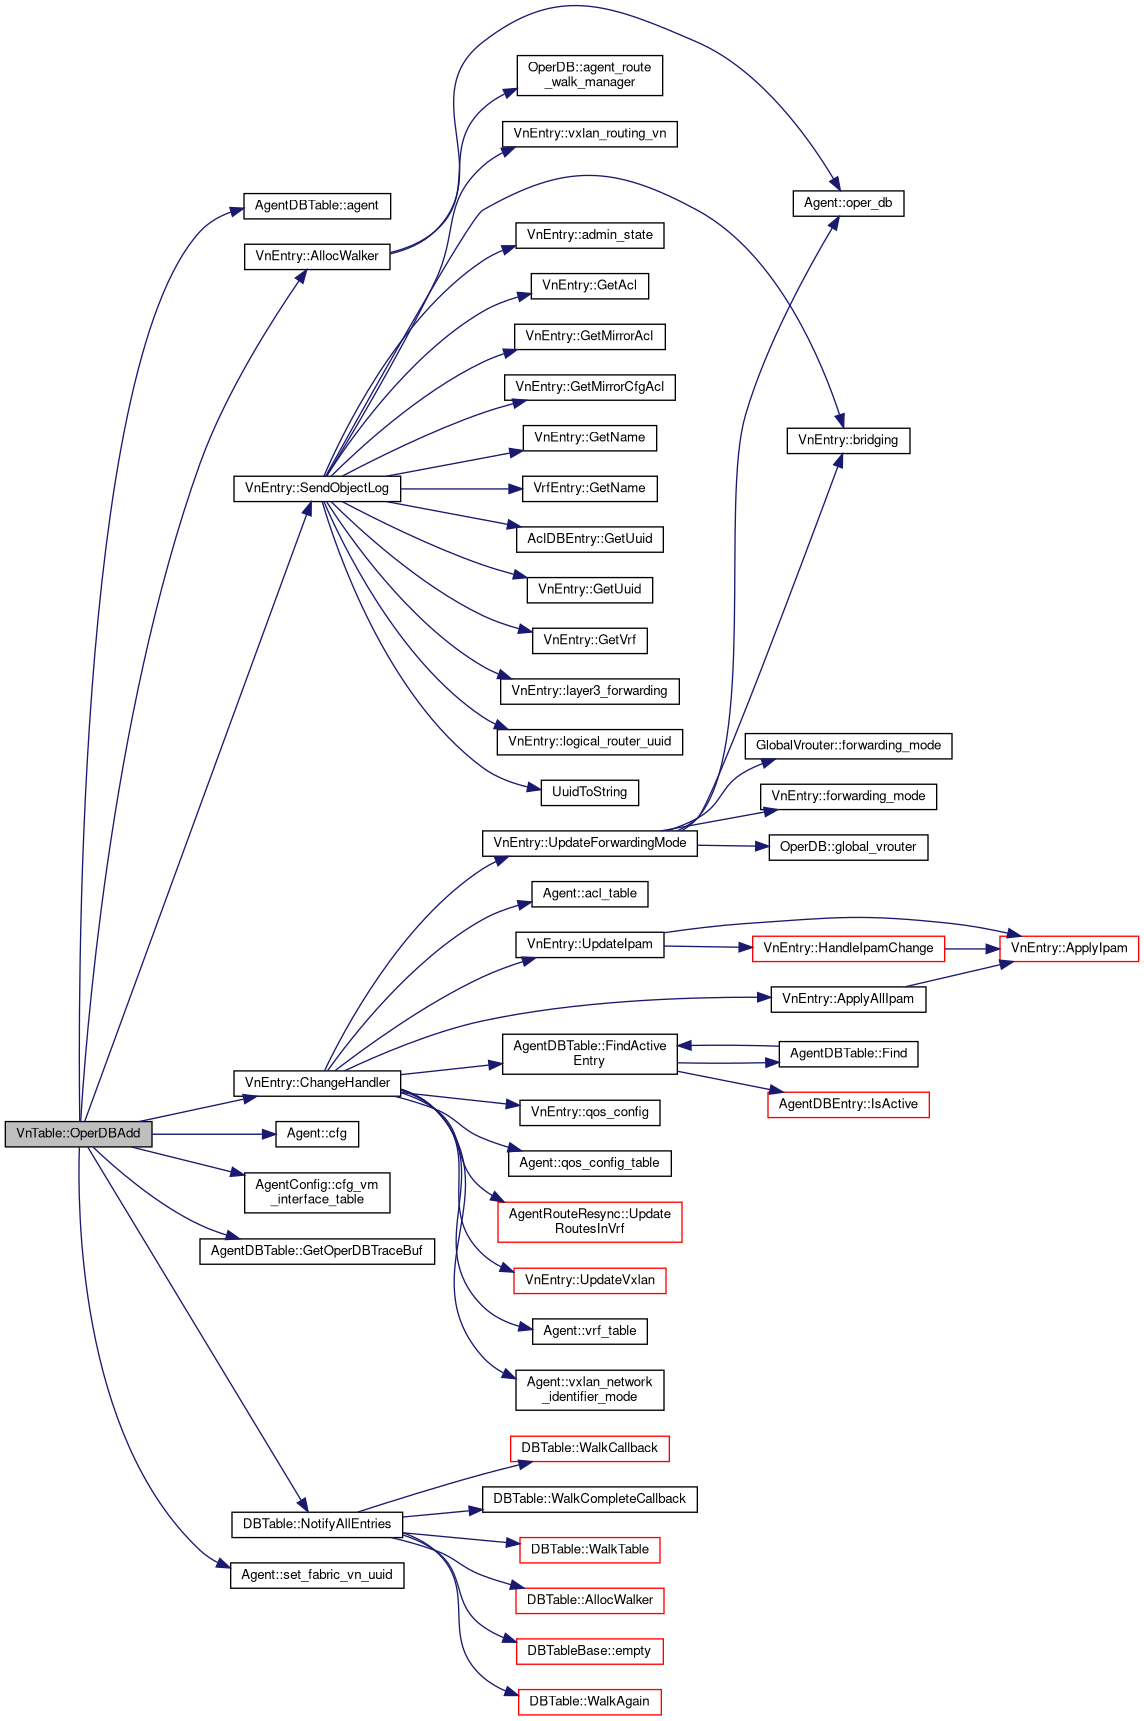 OperDB::agent_route
_walk_manager
VnEntry::vxlan_routing_vn
AgentDBTable::agent
Agent::oper_db
VnEntry::AllocWalker
VnEntry::admin_state
VnEntry::GetAcl
VnEntry::GetMirrorAcl
VnEntry::GetMirrorCfgAcl
VnEntry::GetName
VnEntry::bridging
VnEntry::SendObjectLog
VrfEntry::GetName
AclDBEntry::GetUuid
VnEntry::GetUuid
VnEntry::GetVrf
VnEntry::layer3_forwarding
VnEntry::logical_router_uuid
GlobalVrouter::forwarding_mode
UuidToString
VnEntry::forwarding_mode
VnEntry::UpdateForwardingMode
OperDB::global_vrouter
Agent::acl_table
VnEntry::UpdateIpam
VnEntry::HandleIpamChange
VnEntry::ApplyIpam
VnEntry::ApplyAllIpam
AgentDBTable::FindActive
Entry
AgentDBTable::Find
VnEntry::ChangeHandler
AgentDBEntry::IsActive
VnEntry::qos_config
VnTable::OperDBAdd
Agent::cfg
Agent::qos_config_table
AgentConfig::cfg_vm
_interface_table
AgentRouteResync::Update
RoutesInVrf
AgentDBTable::GetOperDBTraceBuf
VnEntry::UpdateVxlan
Agent::vrf_table
Agent::vxlan_network
_identifier_mode
DBTable::WalkCallback
DBTable::WalkCompleteCallback
DBTable::NotifyAllEntries
DBTable::WalkTable
Agent::set_fabric_vn_uuid
DBTable::AllocWalker
DBTableBase::empty
DBTable::WalkAgain